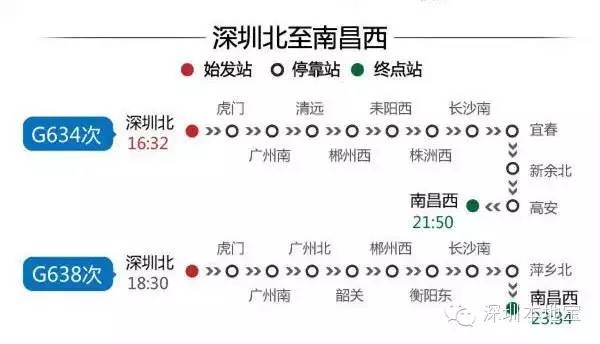 深圳北至南昌西
始发站 停靠站 终点站
G634次
深圳北
16:32
虎门 清远 耒阳西 长沙南
广州南 郴州西 株洲西
宜春
新余北
高安
南昌西
21:50
G638次
深圳北
18:30
虎门 广州北 郴州西 长沙南
广州南 韶关 衡阳东
萍乡北
南昌西
23:34
深圳本地宝